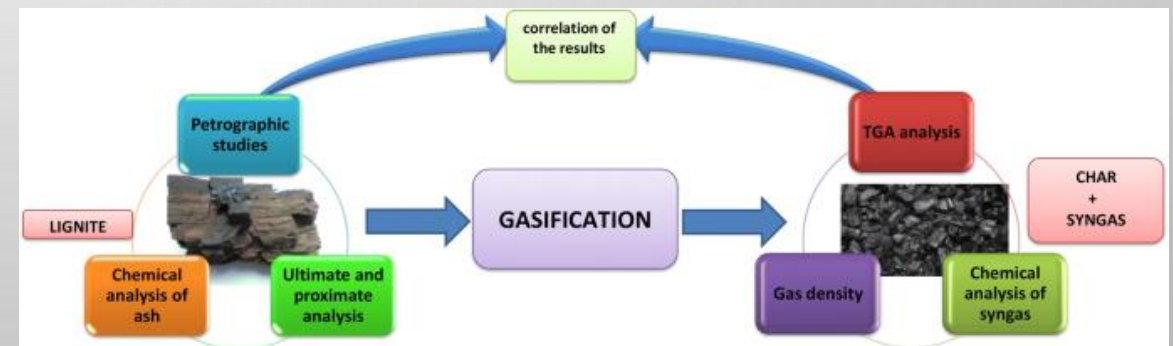 correlation of
the results
Petrographic
studies
LIGNITE
Chemical
analysis of
ash
Ultimate and
proximate
analysis
GASIFICATION
TGA analysis
CHAR
+
SYNGAS
Gas density
Chemical
analysis of
syngas